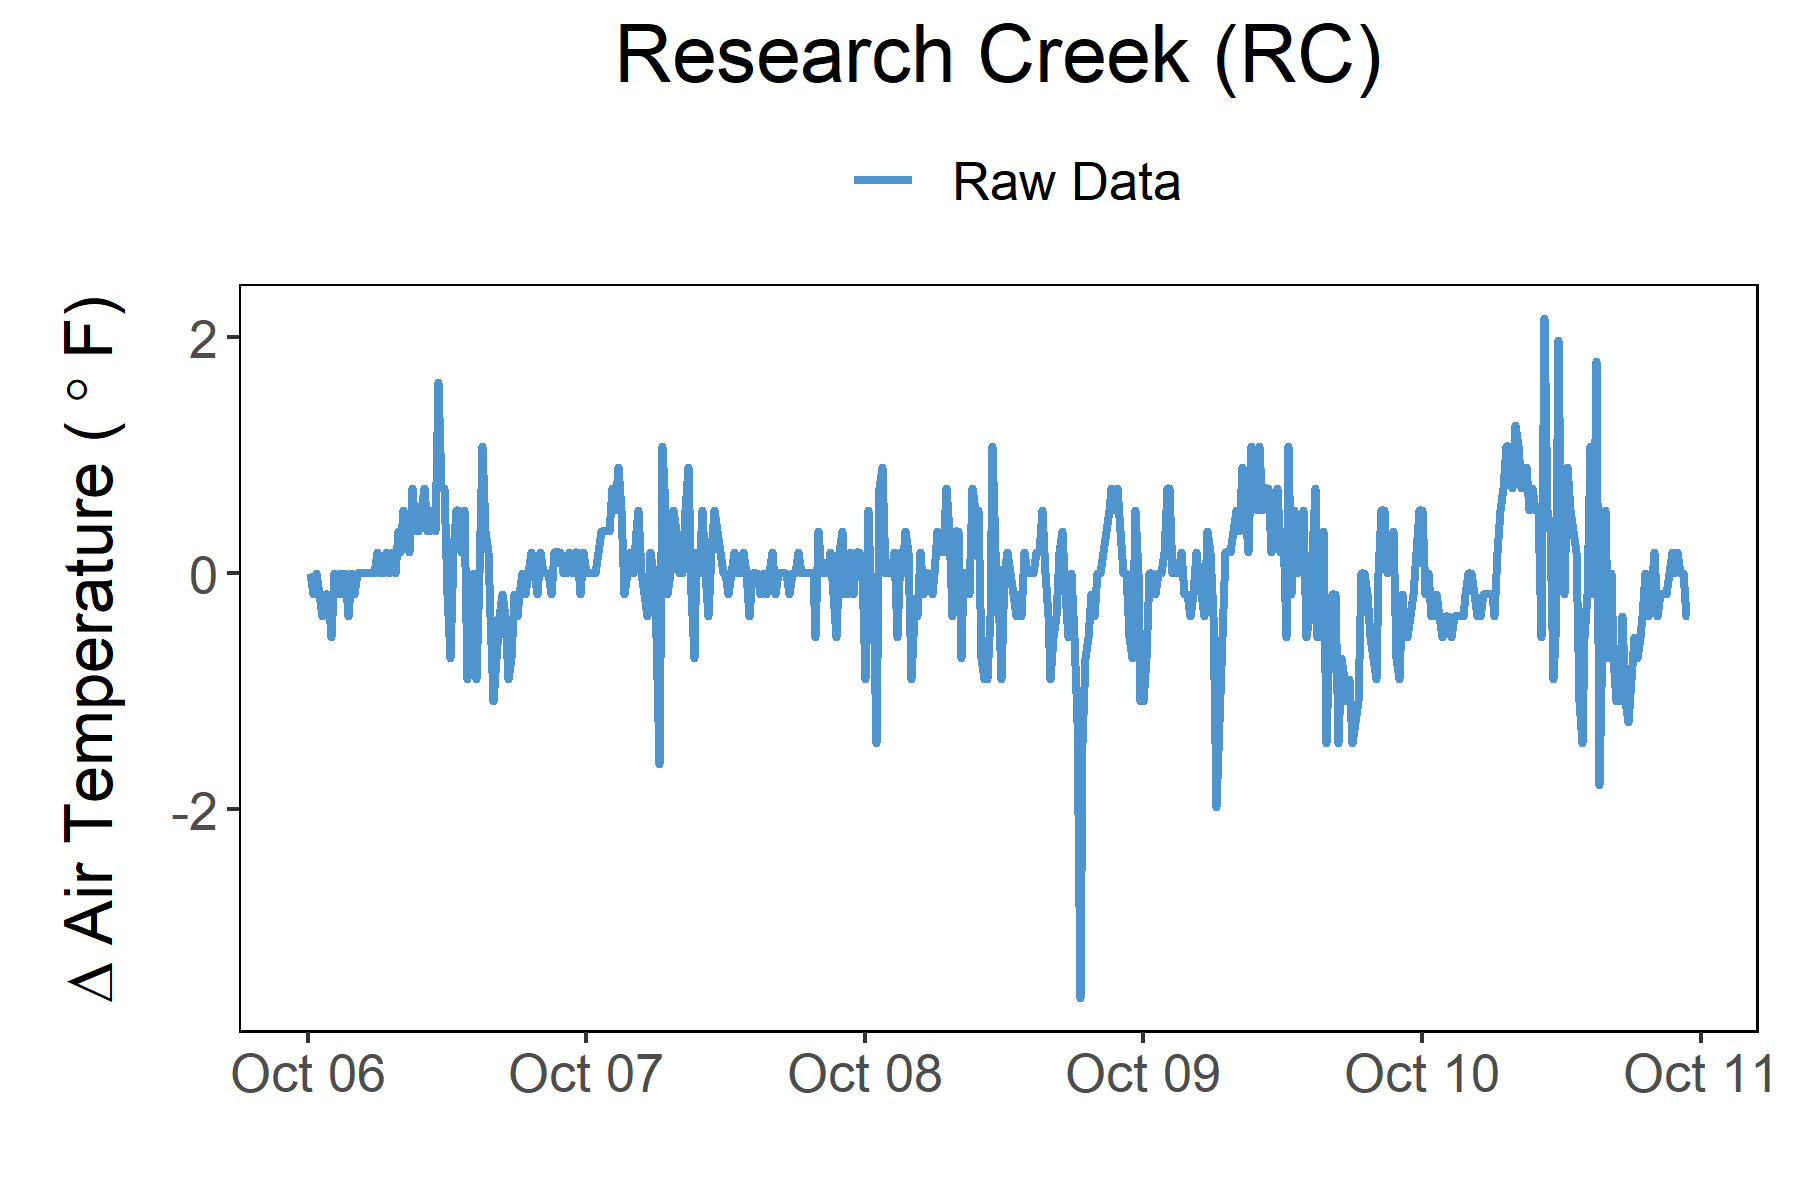 Research Creek (RC)
Raw Data
Δ Air Temperature ( ° F)
2
0
-2
Oct 06
Oct 07
Oct 08
Oct 09
Oct 10
Oct 11